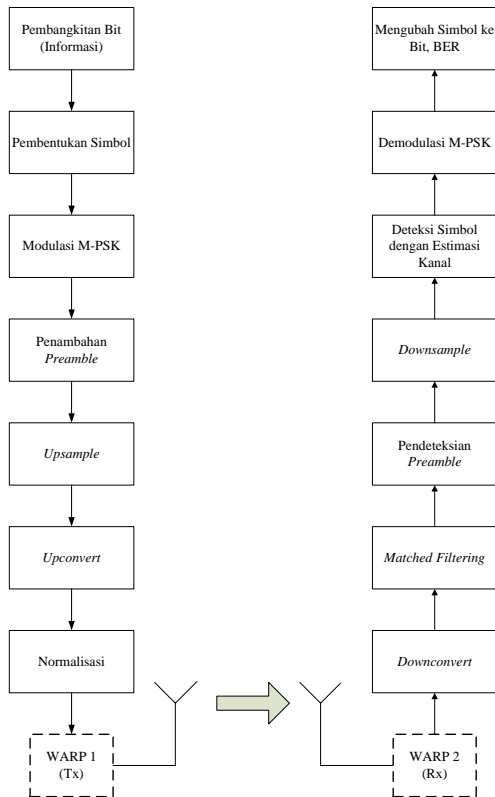 Pembangkitan Bit
(Informasi)
Pembentukan Simbol
Modulasi M-PSK
Penambahan
Preamble
Upsample
Upconvert
Normalisasi
WARP 1
(Tx)
Mengubah Simbol ke
Bit, BER
Demodulasi M-PSK
Deteksi Simbol
dengan Estimasi
Kanal
Downsample
Pendeteksian
Preamble
Matched Filtering
Downconvert
WARP 2
(Rx)